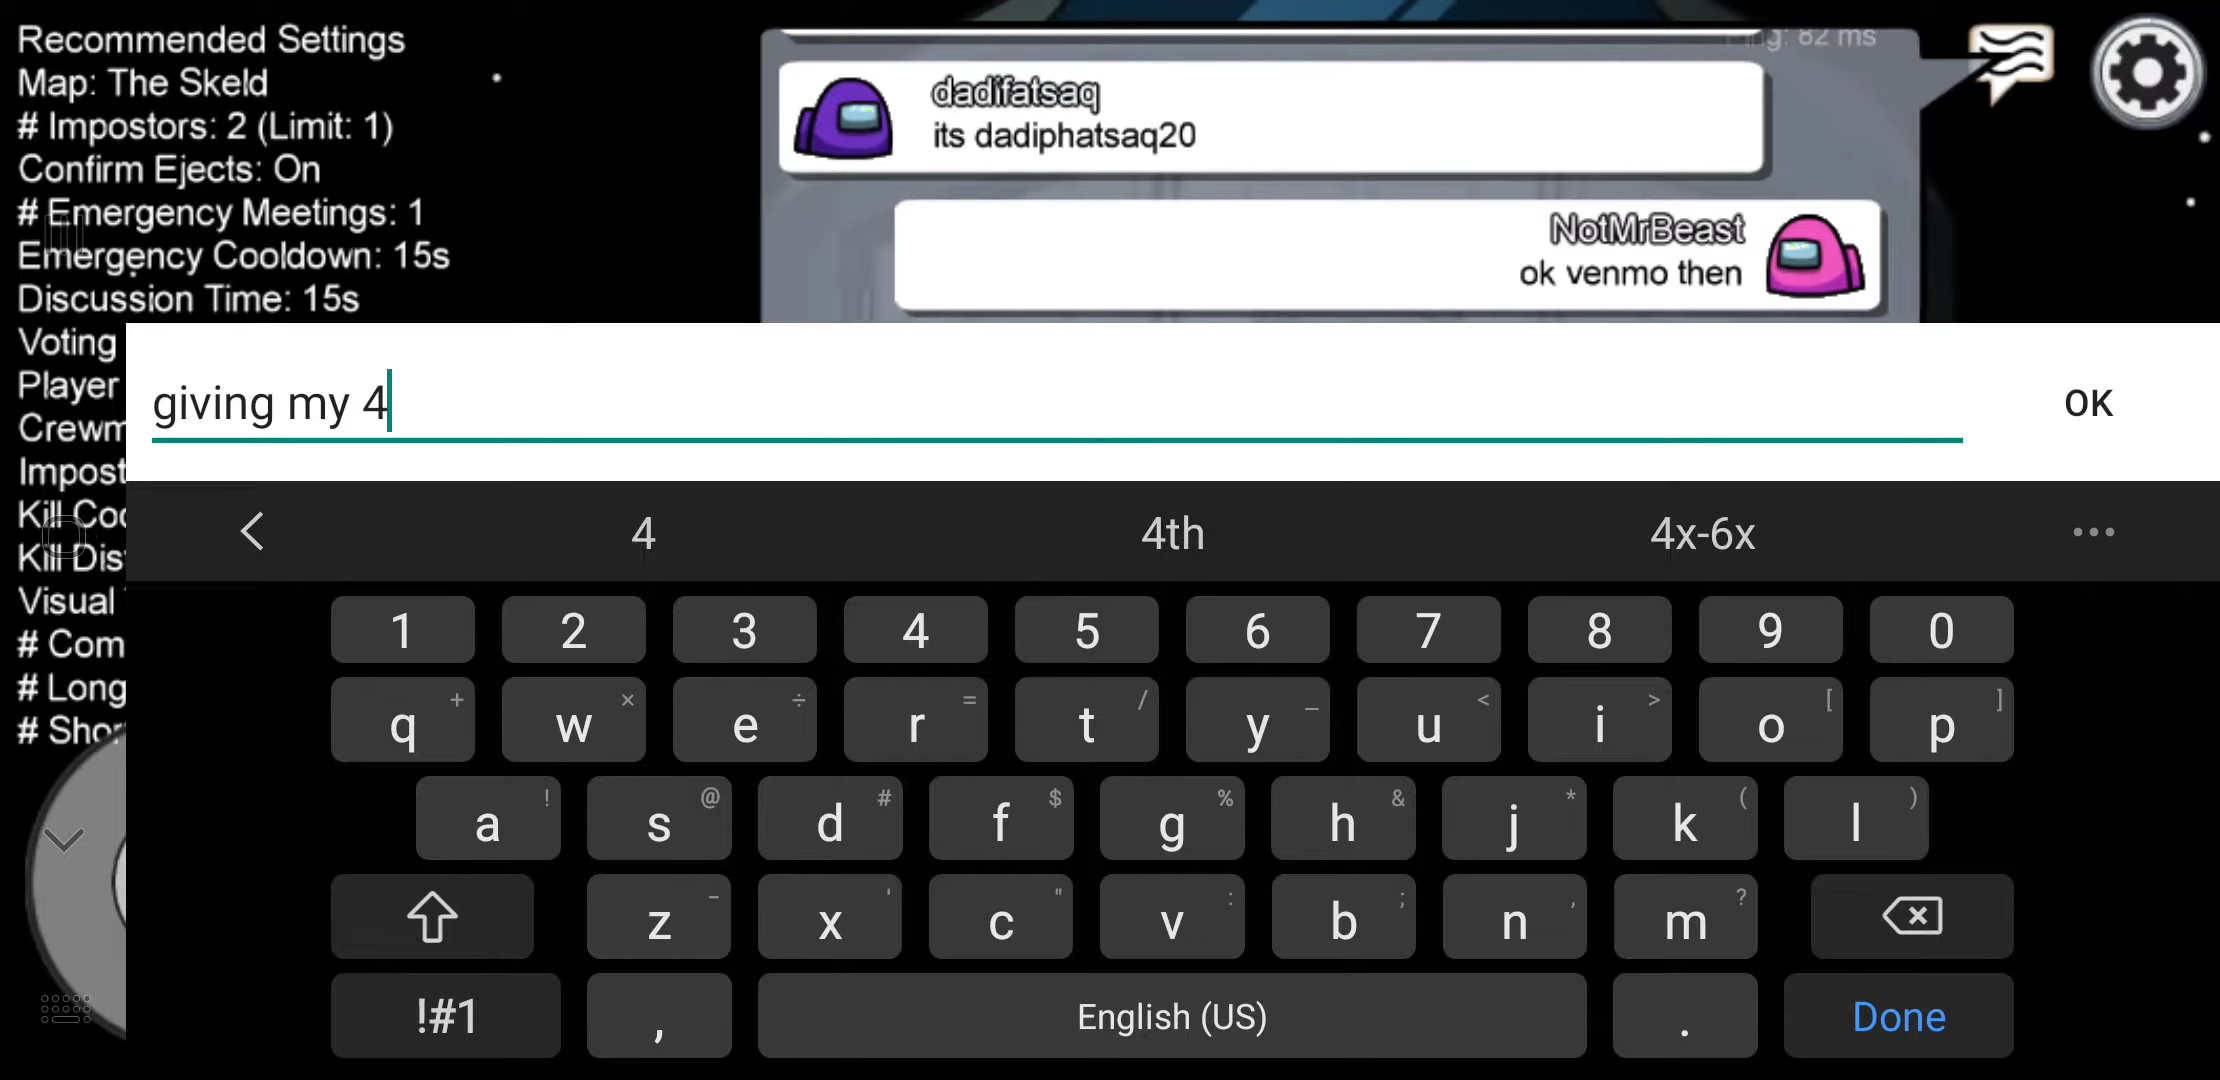 Recommended Settings
Map: The Skeld
# Impostors: 2 (Limit: 1)
Confirm Ejects: On
# Emergency Meetings: 1
Emergency Cooldown: 15s
Discussion Time: 15s
Voting
Player
Crewm
Impost
Kill Coo
Kill Dis
Visual
# Com
# Long
# Shor
Ping: 82 ms
dadifatsaq
its dadiphatsaq20
NotMrBeast
ok venmo then
giving my 4
OK
4 4th 4x-6x
1 2 3 4 5 6 7 8 9 0
+ × ÷ = / _ < > [ ]
q w e r t y u i o p
! @ # $ % & * ( )
a s d f g h j k l
- ' " : ; , ?
z x c v b n m
!#1 , English (US) . Done